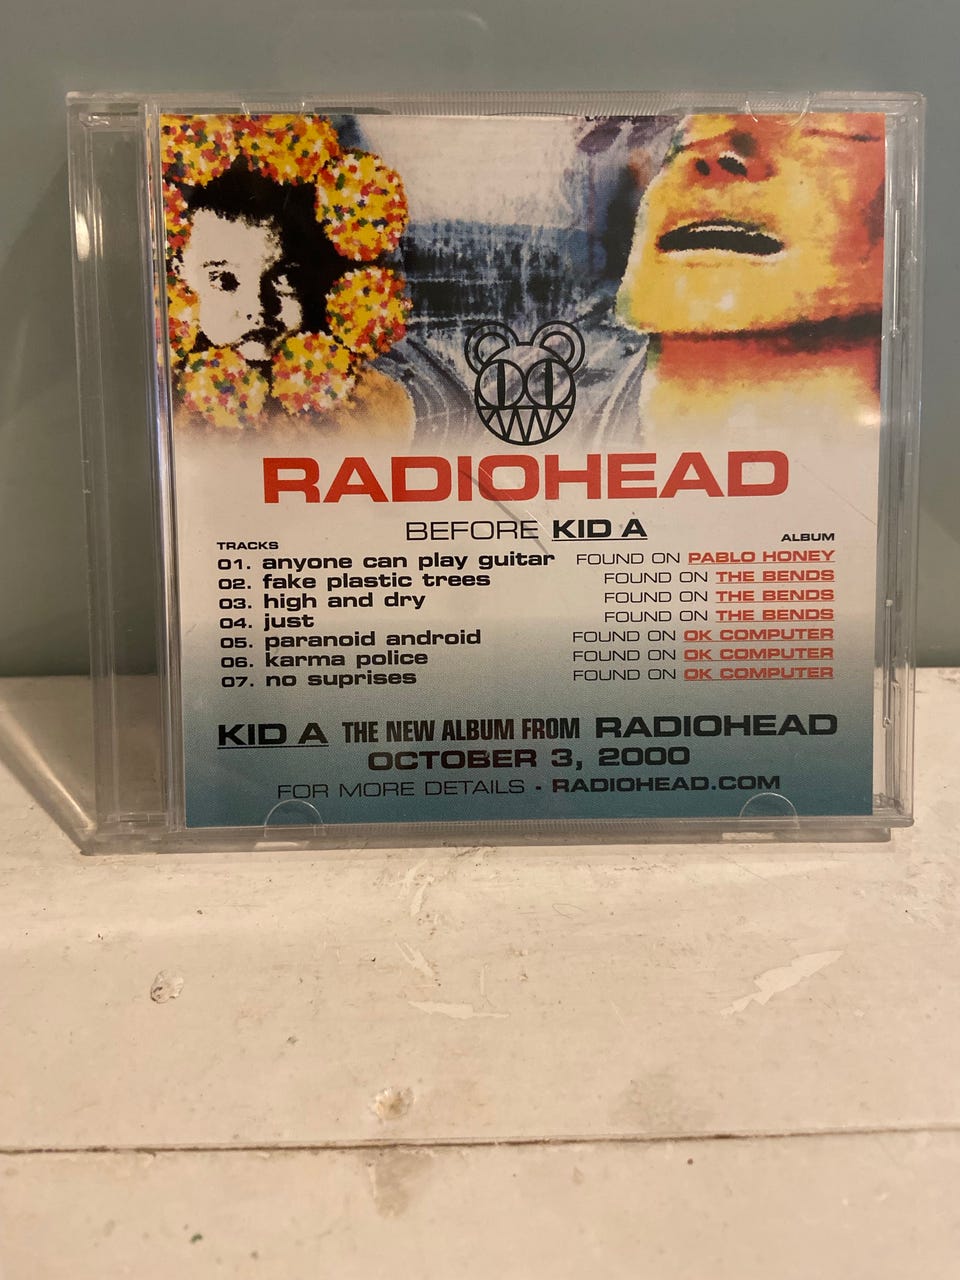 RADIOHEAD
BEFORE KID A
TRACKS ALBUM
01. anyone can play guitar FOUND ON PABLO HONEY
02. fake plastic trees FOUND ON THE BENDS
03. high and dry FOUND ON THE BENDS
04. just FOUND ON THE BENDS
05. paranoid android FOUND ON OK COMPUTER
06. karma police FOUND ON OK COMPUTER
07. no suprises FOUND ON OK COMPUTER
KID A THE NEW ALBUM FROM RADIOHEAD
OCTOBER 3, 2000
FOR MORE DETAILS - RADIOHEAD.COM